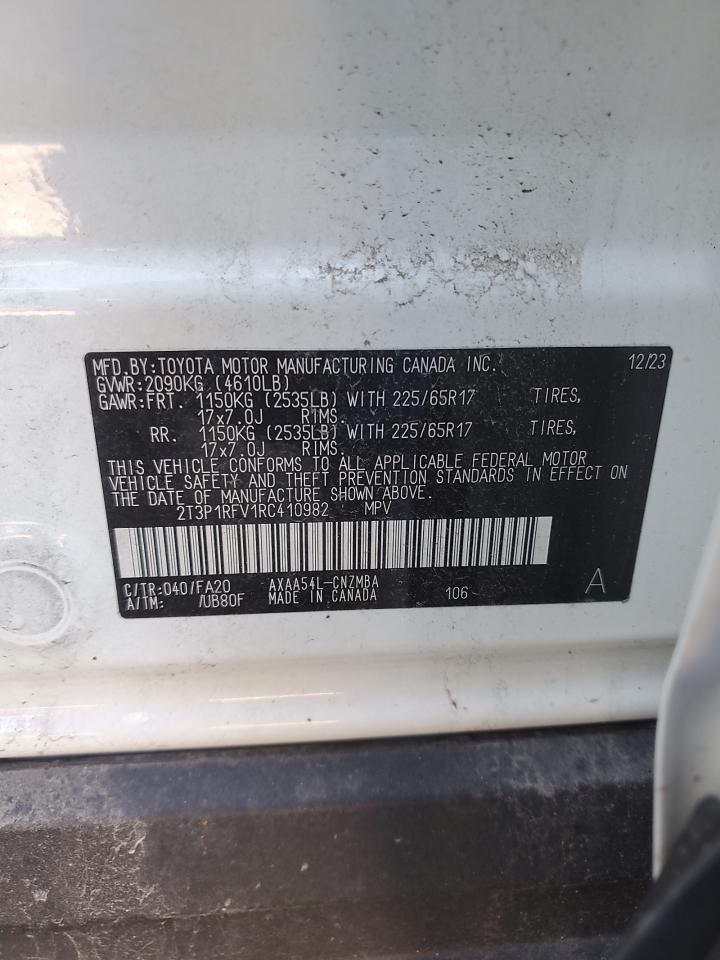 MFD.BY:TOYOTA MOTOR MANUFACTURING CANADA INC. 12/23
GVWR:2090KG (4610LB)
GAWR:FRT. 1150KG (2535LB) WITH 225/65R17 TIRES,
17x7.0J RIMS.
RR. 1150KG (2535LB) WITH 225/65R17 TIRES,
17x7.0J RIMS.
THIS VEHICLE CONFORMS TO ALL APPLICABLE FEDERAL MOTOR
VEHICLE SAFETY AND THEFT PREVENTION STANDARDS IN EFFECT ON
THE DATE OF MANUFACTURE SHOWN ABOVE.
2T3P1RFV1RC410982 MPV
C/TR:040/FA20 AXAA54L-CNZMBA
A/TM: /UB80F MADE IN CANADA 106 A